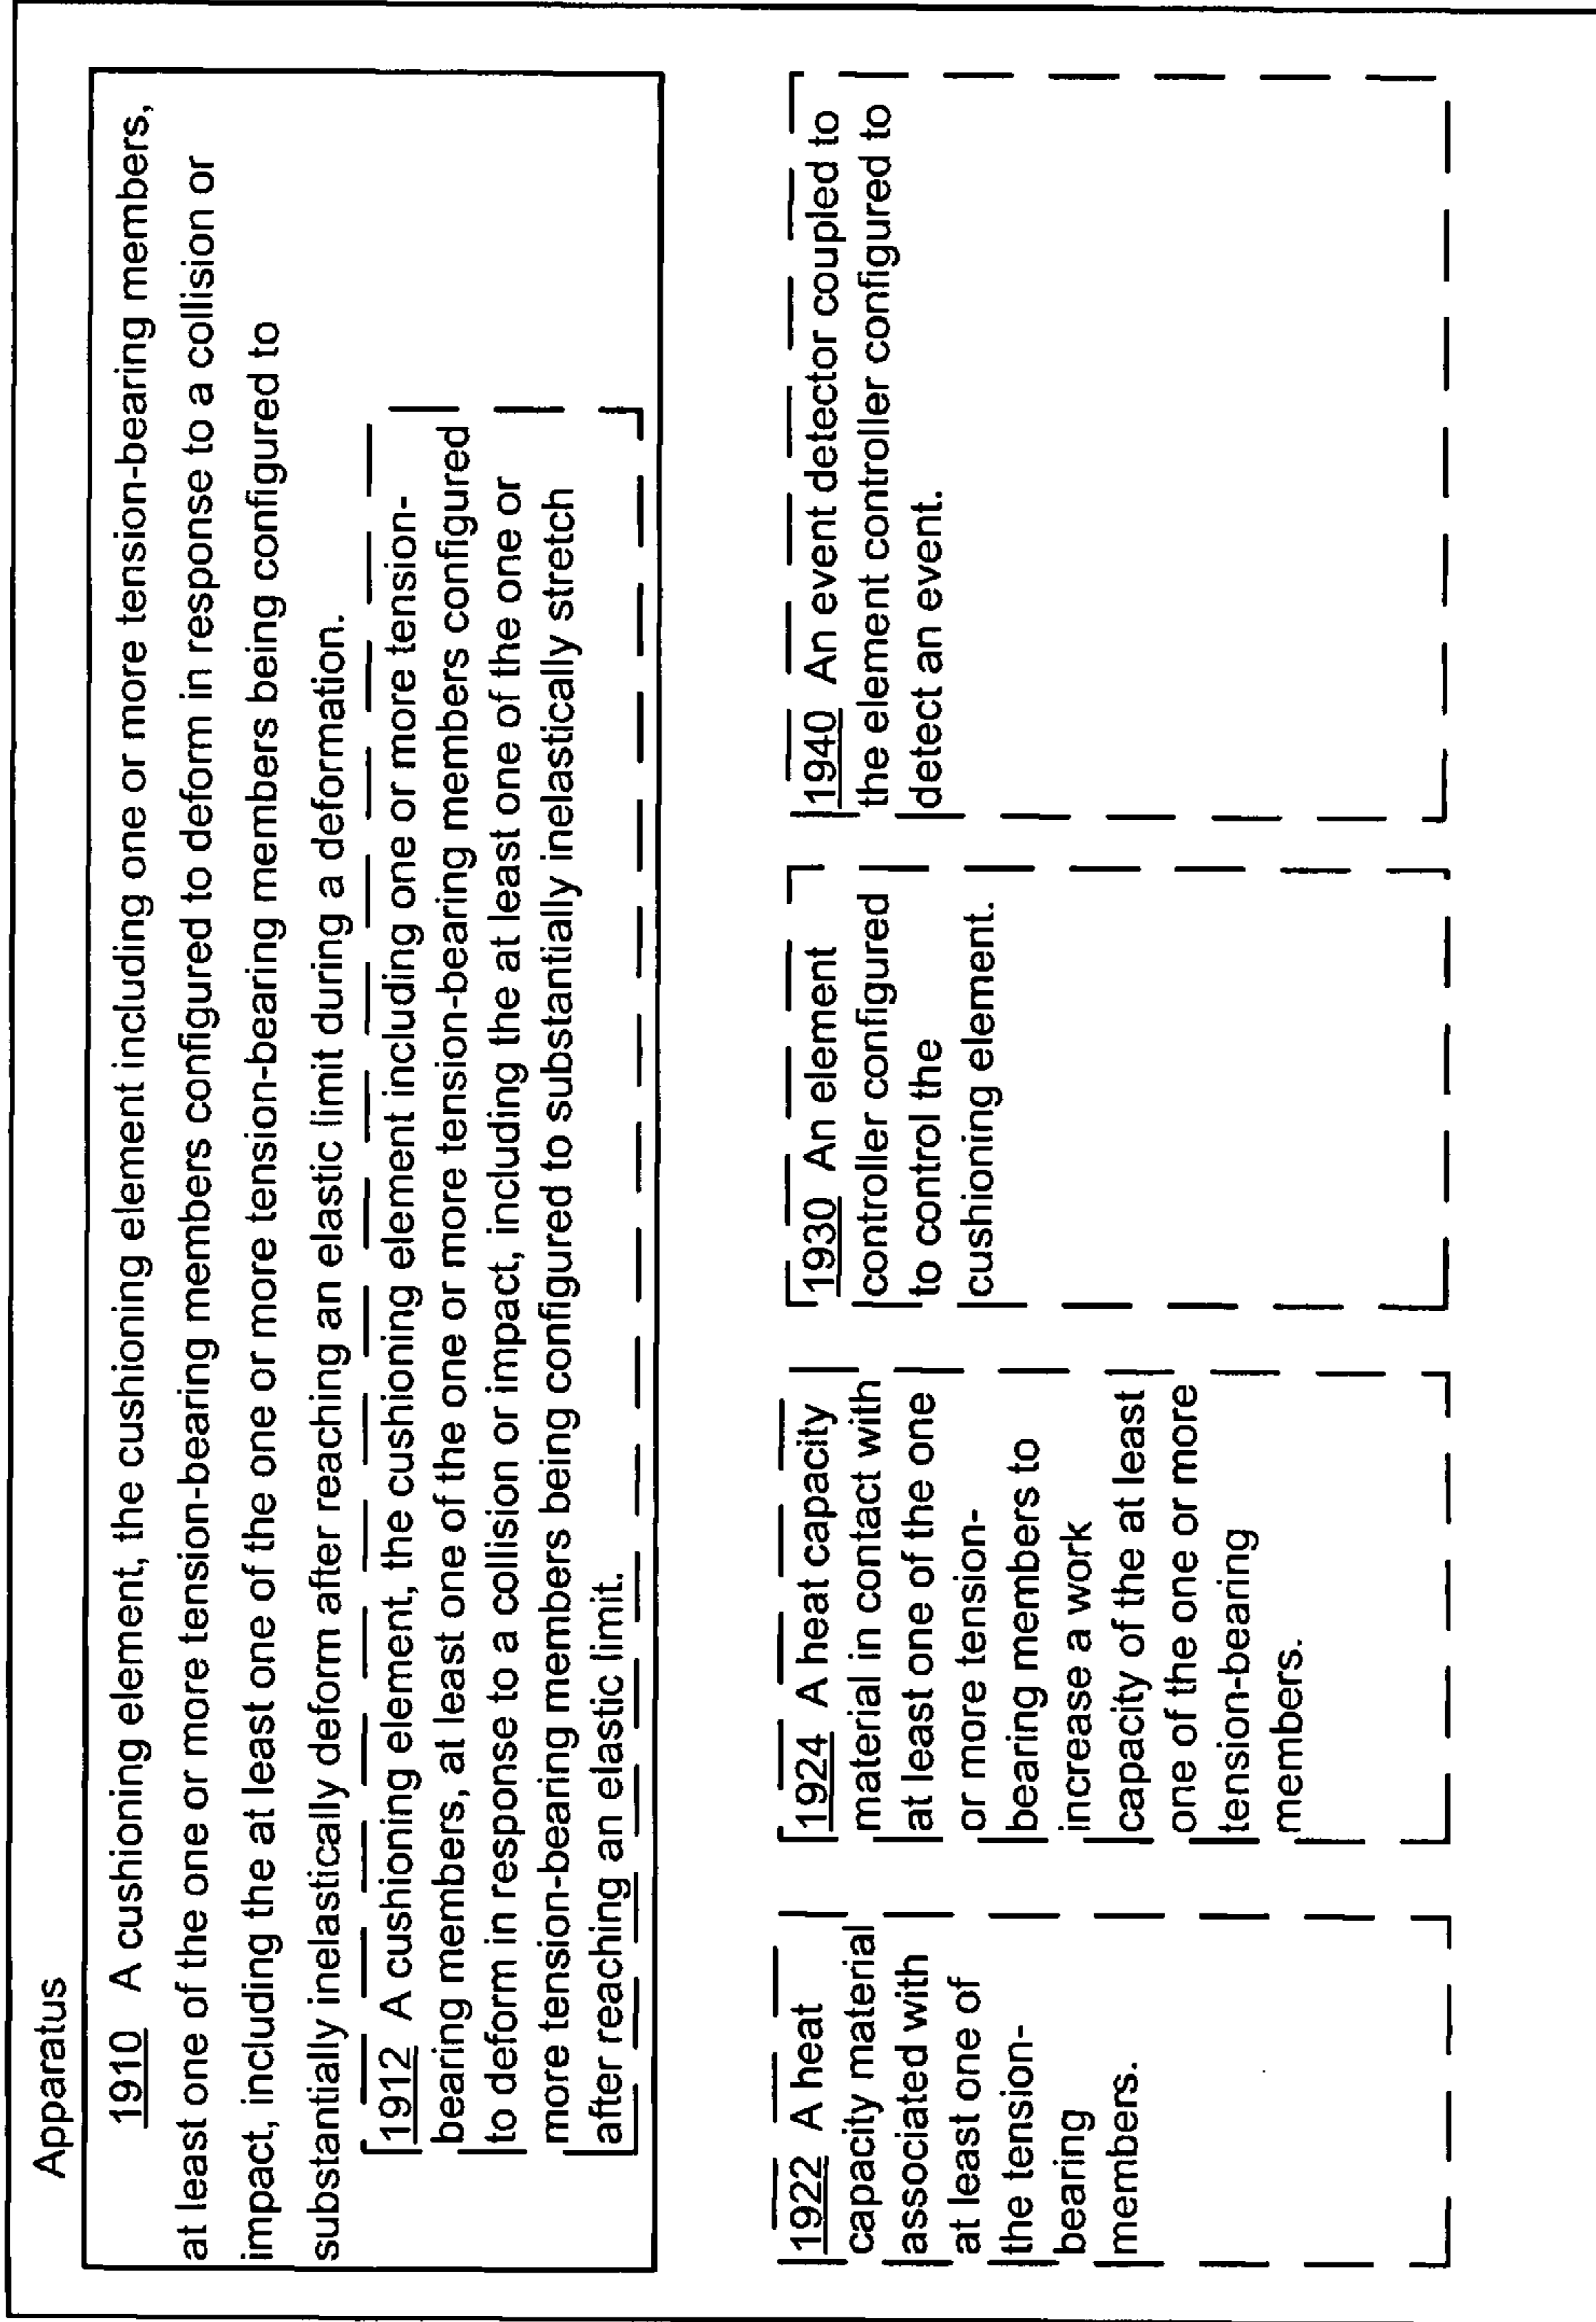 Apparatus
1910 A cushioning element, the cushioning element including one or more tension-bearing members,
at least one of the one or more tension-bearing members configured to deform in response to a collision or
impact, including the at least one of the one or more tension-bearing members being configured to
substantially inelastically deform after reaching an elastic limit during a deformation.
1912 A cushioning element, the cushioning element including one or more tension-
bearing members, at least one of the one or more tension-bearing members configured
to deform in response to a collision or impact, including the at least one of the one or
more tension-bearing members being configured to substantially inelastically stretch
after reaching an elastic limit.
1922 A heat
capacity material
associated with
at least one of
the tension-
bearing
members.
1924 A heat capacity
material in contact with
at least one of the one
or more tension-
bearing members to
increase a work
capacity of the at least
one of the one or more
tension-bearing
members.
1930 An element
controller configured
to control the
cushioning element.
1940 An event detector coupled to
the element controller configured to
detect an event.